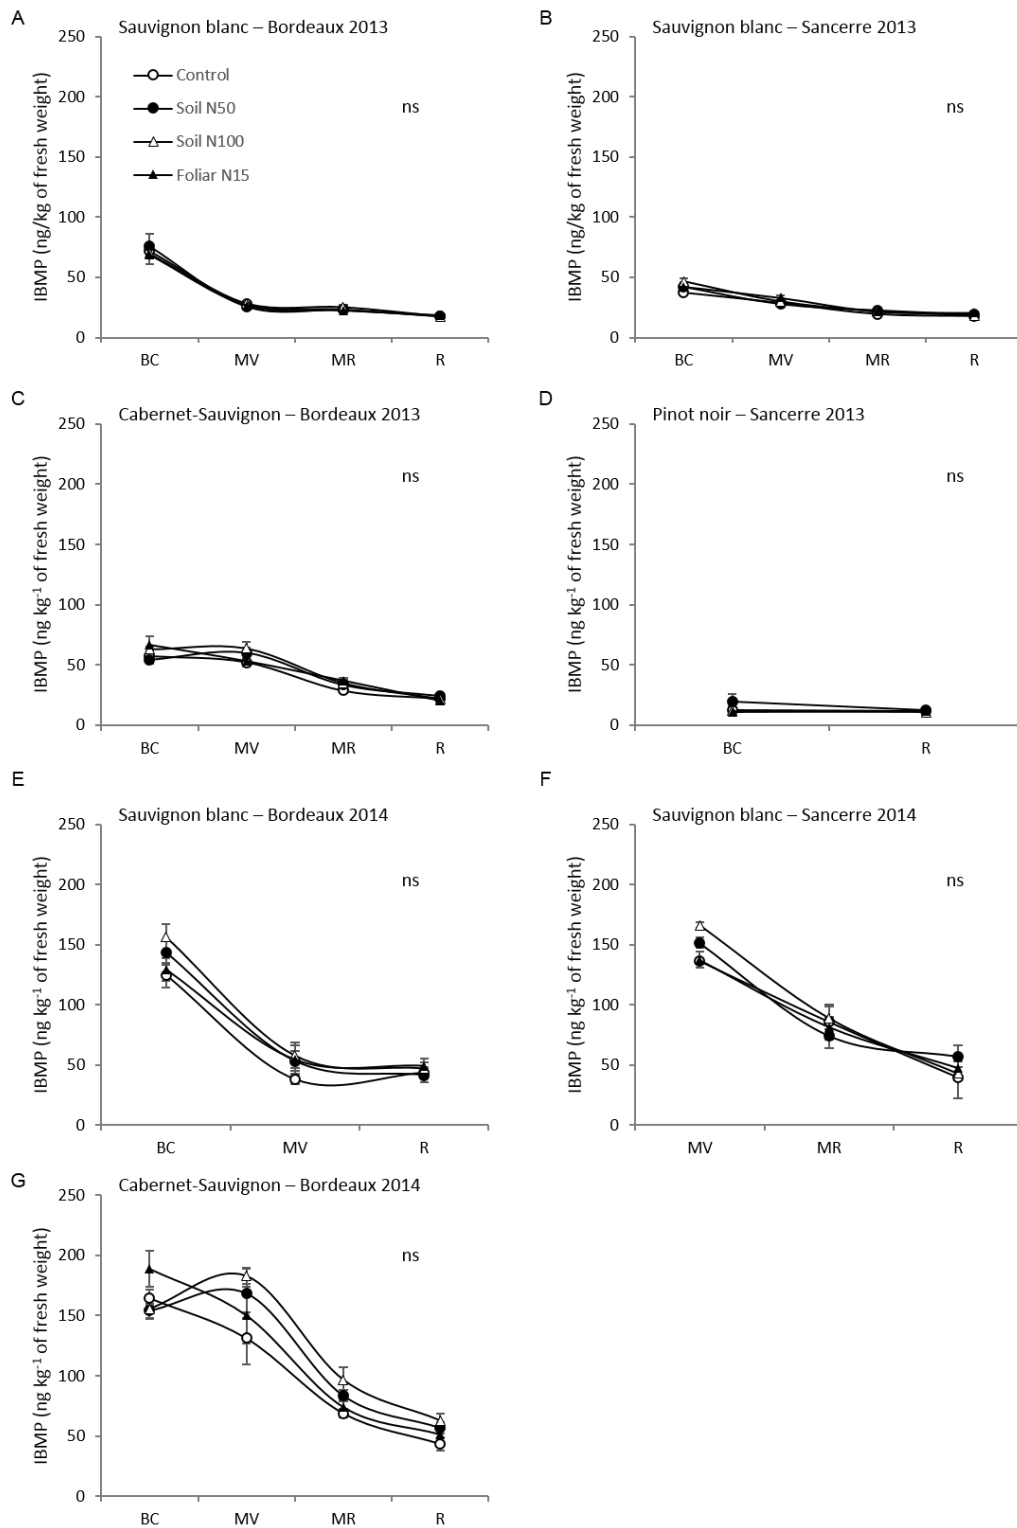 A
Sauvignon blanc – Bordeaux 2013
IBMP (ng/kg of fresh weight)
250
200
150
100
50
0
Control
Soil N50
Soil N100
Foliar N15
ns
BC MV MR R
B
Sauvignon blanc – Sancerre 2013
IBMP (ng/kg of fresh weight)
250
200
150
100
50
0
ns
BC MV MR R
C
Cabernet-Sauvignon – Bordeaux 2013
IBMP (ng kg⁻¹ of fresh weight)
250
200
150
100
50
0
ns
BC MV MR R
D
Pinot noir – Sancerre 2013
IBMP (ng kg⁻¹ of fresh weight)
250
200
150
100
50
0
ns
BC R
E
Sauvignon blanc – Bordeaux 2014
IBMP (ng kg⁻¹ of fresh weight)
250
200
150
100
50
0
ns
BC MV R
F
Sauvignon blanc – Sancerre 2014
IBMP (ng kg⁻¹ of fresh weight)
250
200
150
100
50
0
ns
MV MR R
G
Cabernet-Sauvignon – Bordeaux 2014
IBMP (ng kg⁻¹ of fresh weight)
250
200
150
100
50
0
ns
BC MV MR R